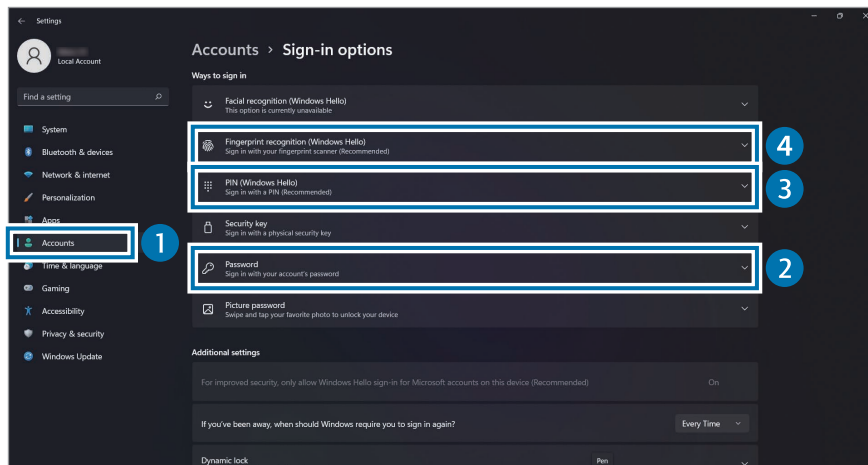 Settings
Local Account
Find a setting
System
Bluetooth & devices
Network & internet
Personalization
Apps
Accounts
1
Time & language
Gaming
Accessibility
Privacy & security
Windows Update
Accounts > Sign-in options
Ways to sign in
Facial recognition (Windows Hello)
This option is currently unavailable
Fingerprint recognition (Windows Hello)
Sign in with your fingerprint scanner (Recommended)
4
PIN (Windows Hello)
Sign in with a PIN (Recommended)
3
Security key
Sign in with a physical security key
Password
Sign in with your account's password
2
Picture password
Swipe and tap your favorite photo to unlock your device
Additional settings
For improved security, only allow Windows Hello sign-in for Microsoft accounts on this device (Recommended)
On
If you've been away, when should Windows require you to sign in again?
Every Time
Dynamic lock
Pen